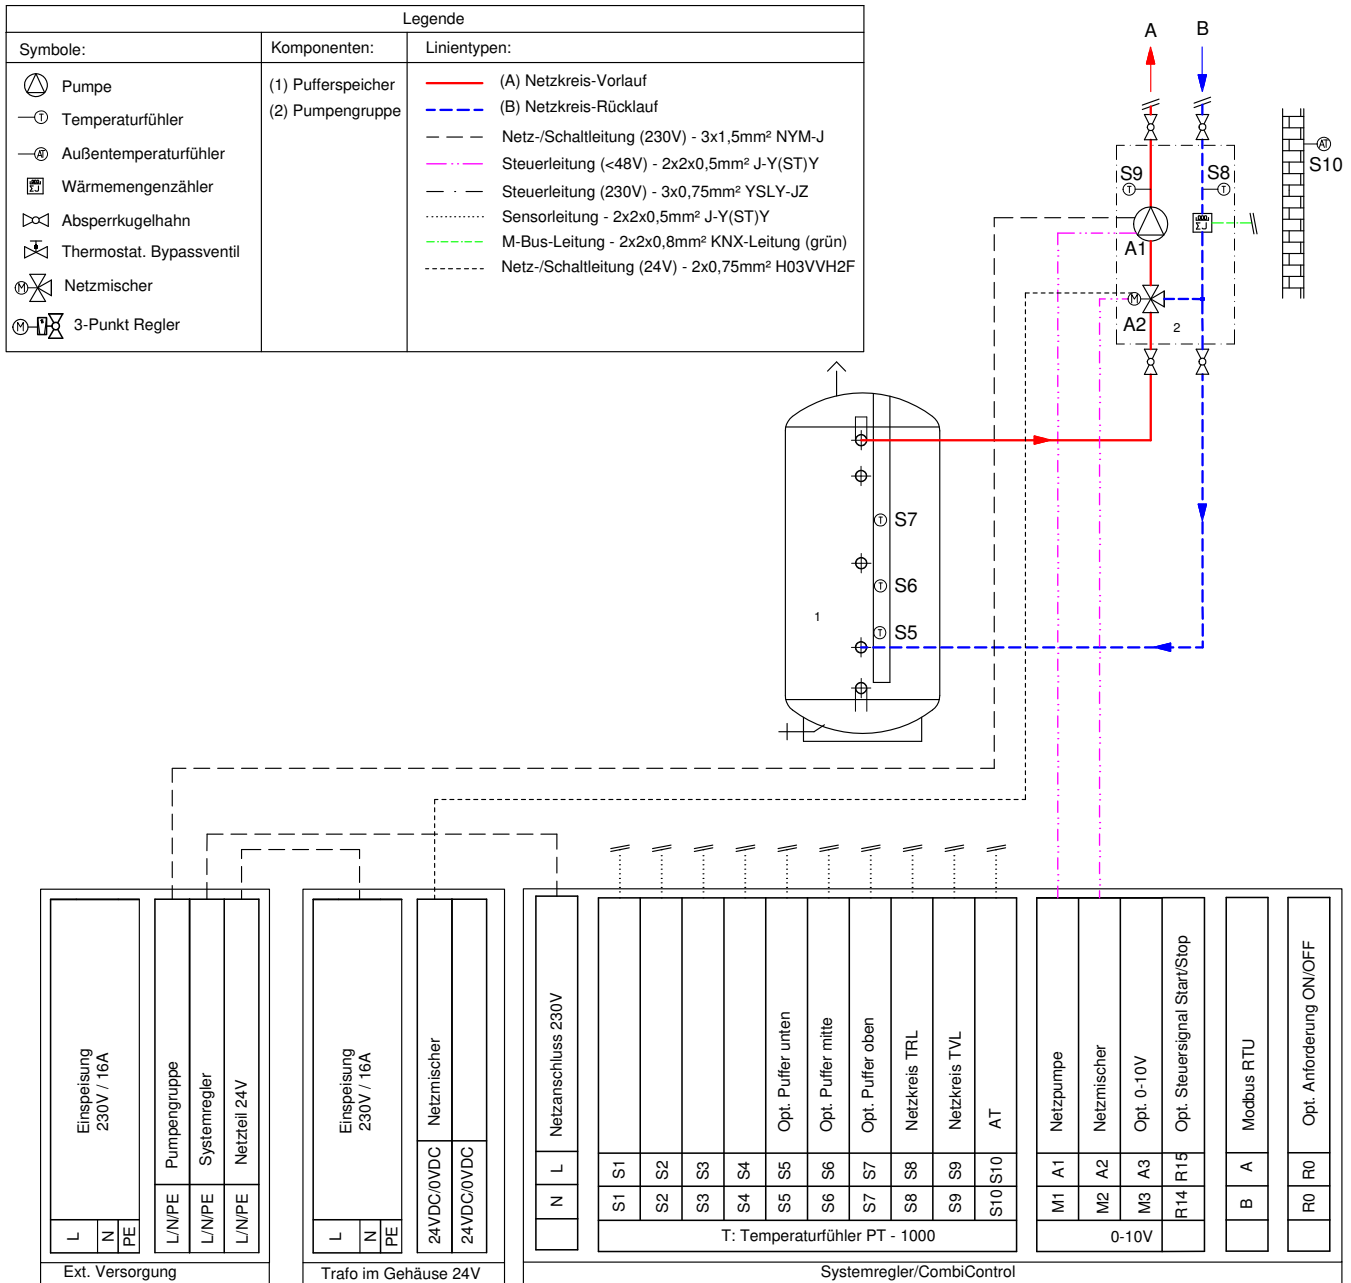 Legende
Symbole:
Komponenten:
Linientypen:
Pumpe
Temperaturfühler
Außentemperaturfühler
Wärmemengenzähler
Absperrkugelhahn
Thermostat. Bypassventil
Netzmischer
3-Punkt Regler
(1) Pufferspeicher
(2) Pumpengruppe
(A) Netzkreis-Vorlauf
(B) Netzkreis-Rücklauf
Netz-/Schaltleitung (230V) - 3x1,5mm² NYM-J
Steuerleitung (<48V) - 2x2x0,5mm² J-Y(ST)Y
Steuerleitung (230V) - 3x0,75mm² YSLY-JZ
Sensorleitung - 2x2x0,5mm² J-Y(ST)Y
M-Bus-Leitung - 2x2x0,8mm² KNX-Leitung (grün)
Netz-/Schaltleitung (24V) - 2x0,75mm² H03VVH2F
T
AT
ΣJ
M
M
A
B
S9
S8
T
T
AT
S10
A1
ΣJ
M
A2
2
T
S7
T
S6
T
S5
1
Einspeisung
230V / 16A
L
N
PE
Pumpengruppe
L/N/PE
Systemregler
L/N/PE
Netzteil 24V
L/N/PE
Ext. Versorgung
Einspeisung
230V / 16A
L
N
PE
Netzmischer
24VDC/0VDC
24VDC/0VDC
Trafo im Gehäuse 24V
Netzanschluss 230V
L
N
S1
S1
S2
S2
S3
S3
S4
S4
Opt. Puffer unten
S5
S5
Opt. Puffer mitte
S6
S6
Opt. Puffer oben
S7
S7
Netzkreis TRL
S8
S8
Netzkreis TVL
S9
S9
AT
S10
S10
T: Temperaturfühler PT - 1000
Netzpumpe
A1
M1
Netzmischer
A2
M2
Opt. 0-10V
A3
M3
Opt. Steuersignal Start/Stop
R15
R14
0-10V
Modbus RTU
A
B
Opt. Anforderung ON/OFF
R0
R0
Systemregler/CombiControl